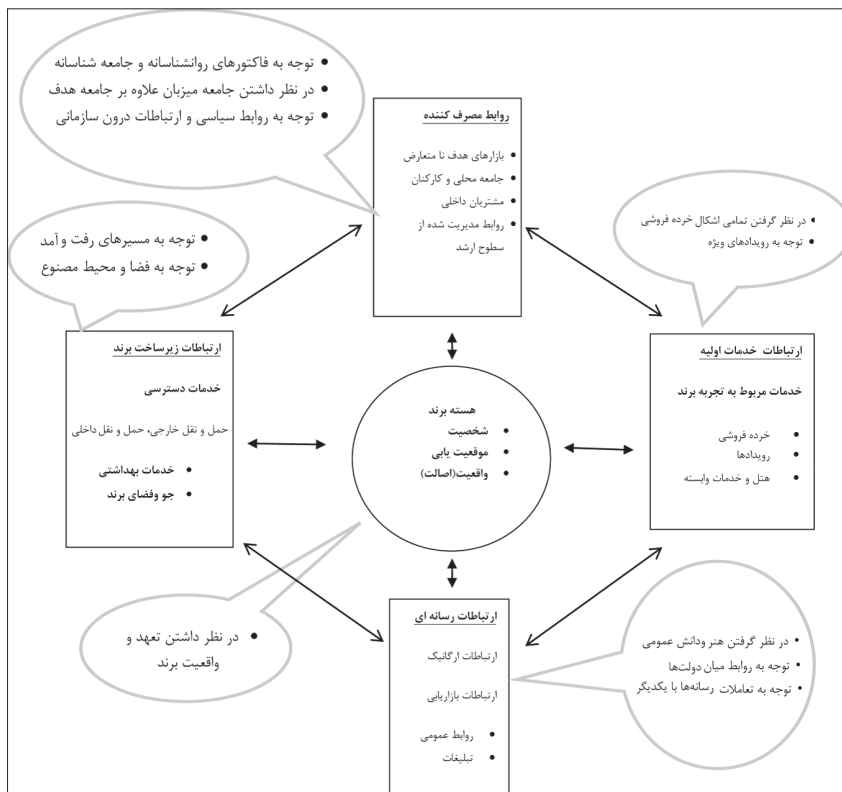 • توجه به فاکتورهای روانشناسانه و جامعه شناسانه
• در نظر داشتن جامعه میزبان علاوه بر جامعه هدف
• توجه به روابط سیاسی و ارتباطات درون سازمانی
روابط مصرف کننده
• بازارهای هدف نا متعارض
• جامعه محلی و کارکنان
• مشتریان داخلی
• روابط مدیریت شده از
سطوح ارشد
• در نظر گرفتن تمامی اشکال خرده فروشی
• توجه به رویدادهای ویژه
• توجه به مسیرهای رفت و آمد
• توجه به فضا و محیط مصنوع
ارتباطات خدمات اولیه
خدمات مربوط به تجربه برند
• خرده فروشی
• رویدادها
• هتل و خدمات وابسته
هسته برند
• شخصیت
• موقعیت یابی
• واقعیت(اصالت)
ارتباطات زیرساخت برند
خدمات دسترسی
حمل و نقل خارجی، حمل و نقل داخلی
• خدمات بهداشتی
• جو وفضای برند
• در نظر گرفتن هنر ودانش عمومی
• توجه به روابط میان دولت‌ها
• توجه به تعاملات رسانه‌ها با یکدیگر
ارتباطات رسانه ای
ارتباطات ارگانیک
ارتباطات بازاریابی
• روابط عمومی
• تبلیغات
• در نظر داشتن تعهد و
واقعیت برند